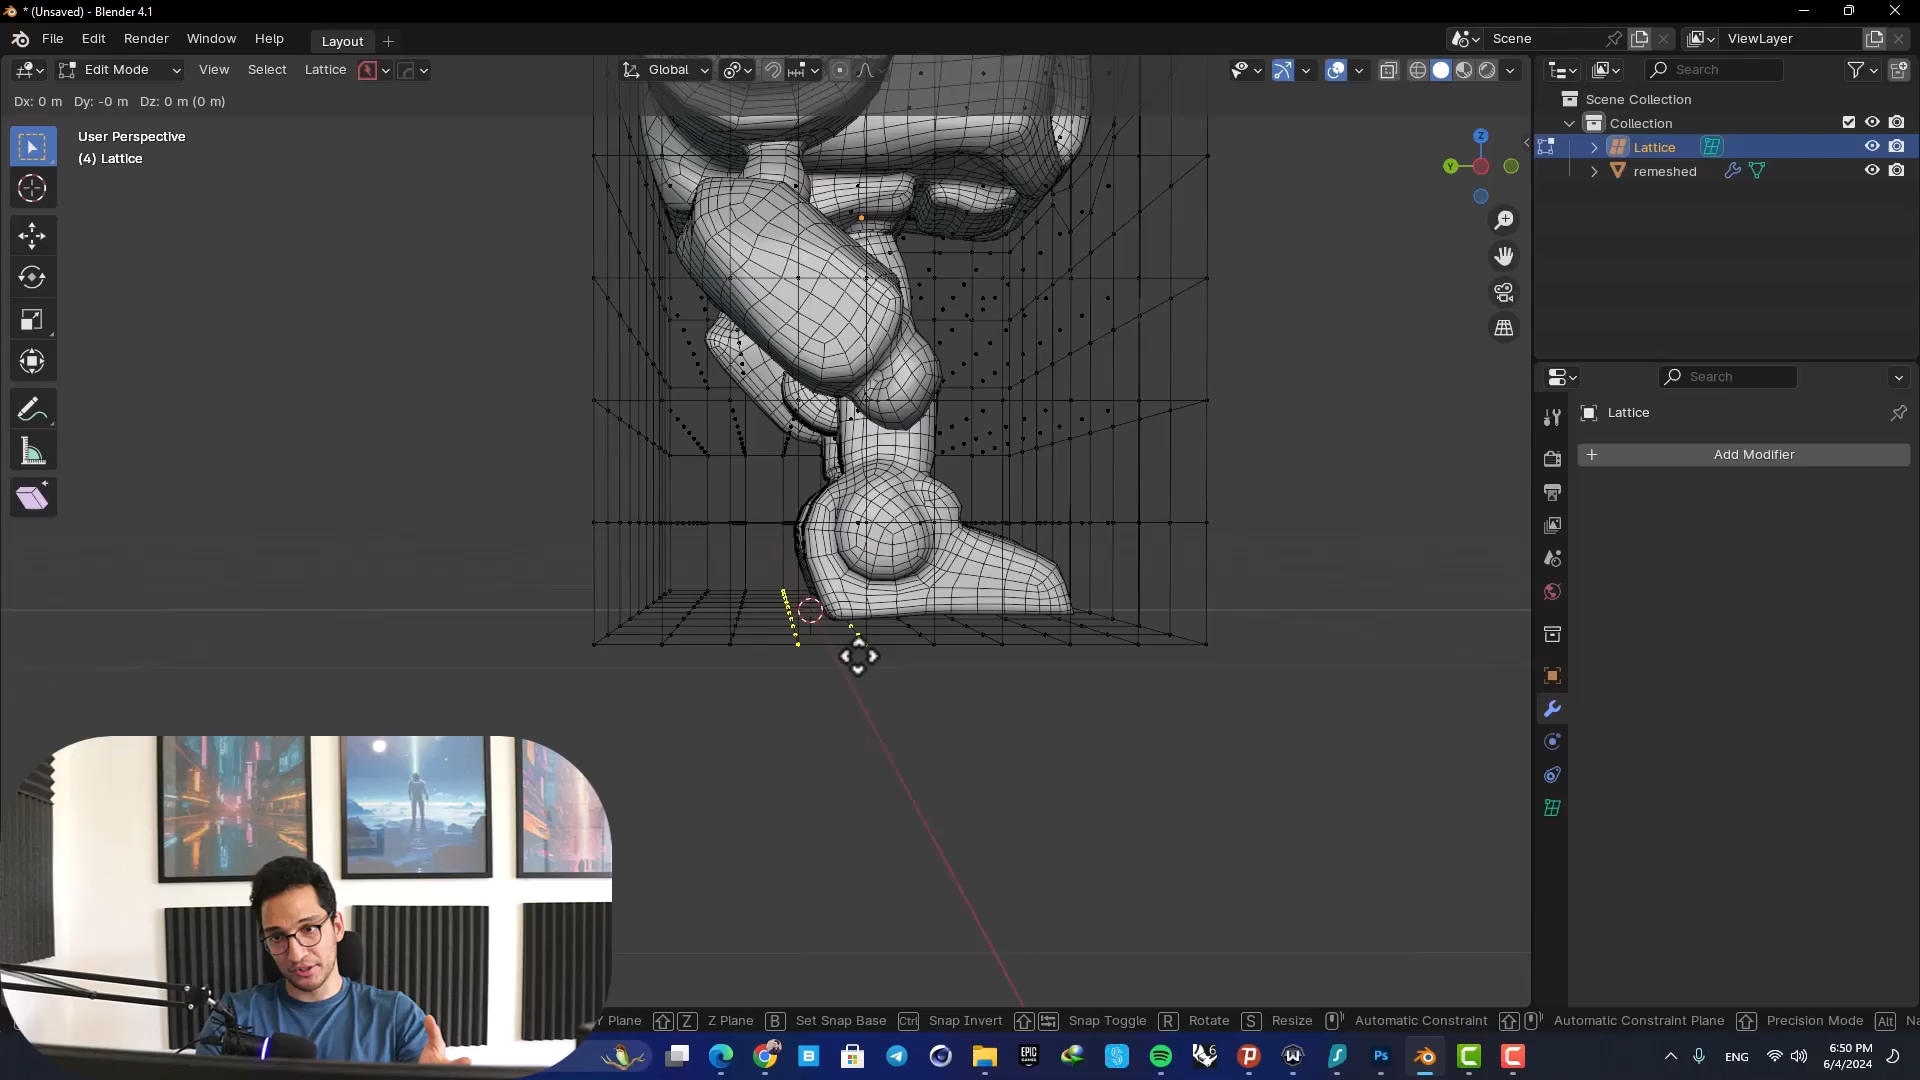 * (Unsaved) - Blender 4.1
File Edit Render Window Help Layout + Scene ViewLayer
Edit Mode View Select Lattice Global Search
Dx: 0 m Dy: -0 m Dz: 0 m (0 m)
User Perspective
(4) Lattice
Z
Y
Scene Collection
Collection
Lattice
remeshed
Search
Lattice
+ Add Modifier
Y Plane Z Z Plane B Set Snap Base Ctrl Snap Invert Snap Toggle R Rotate S Resize Automatic Constraint Automatic Constraint Plane Precision Mode Alt Na
ENG 6:50 PM
6/4/2024